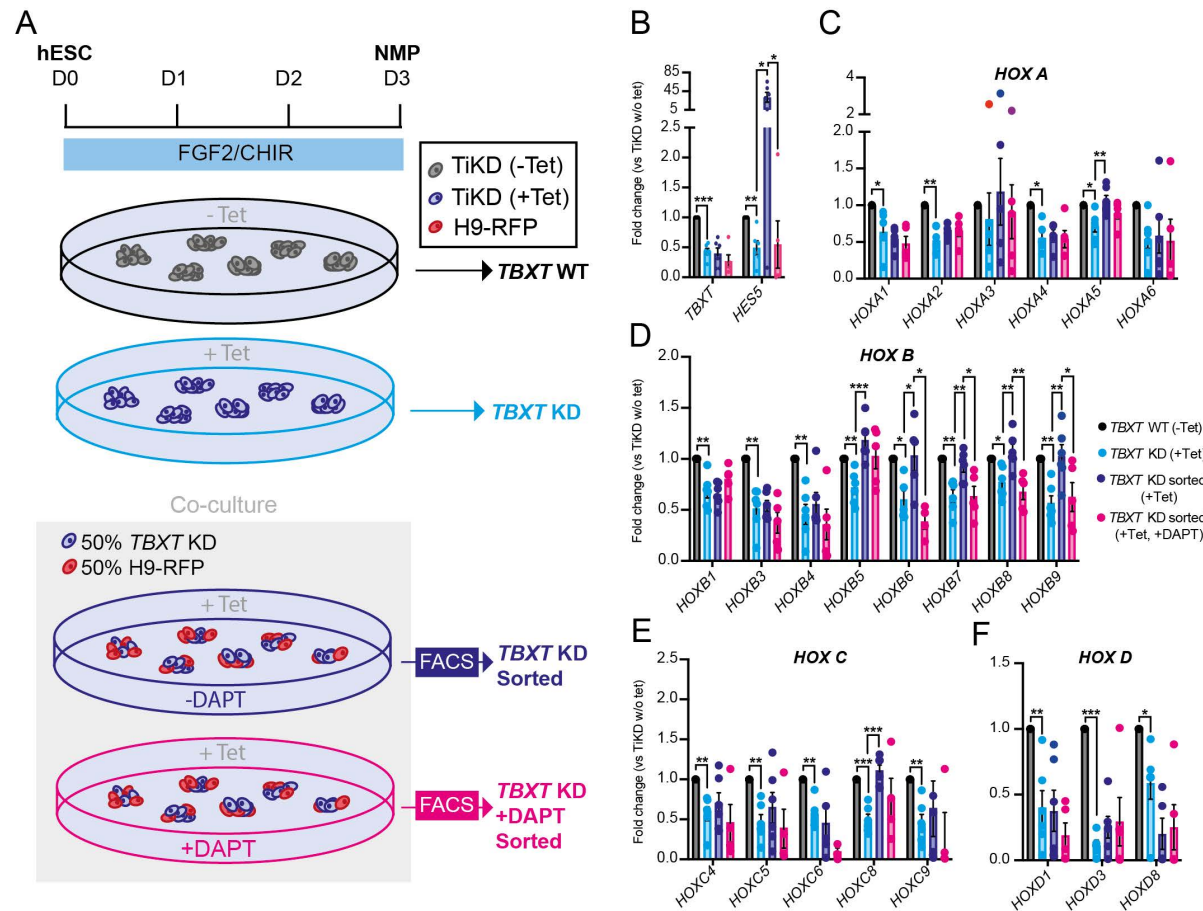 A
hESC
NMP
D0
D1
D2
D3
FGF2/CHIR
TiKD (-Tet)
TiKD (+Tet)
H9-RFP
- Tet
TBXT WT
+ Tet
TBXT KD
Co-culture
50% TBXT KD
50% H9-RFP
+ Tet
-DAPT
FACS
TBXT KD
Sorted
+ Tet
+DAPT
FACS
TBXT KD
+DAPT
Sorted
B
Fold change (vs TiKD w/o tet)
85
45
5
2.5
2.0
1.5
1.0
0.5
0.0
***
**
*
*
TBXT
HES5
C
HOX A
Fold change (vs TiKD w/o tet)
4
2
1.0
0.5
0.0
*
**
*
*
**
HOXA1
HOXA2
HOXA3
HOXA4
HOXA5
HOXA6
D
HOX B
Fold change (vs TiKD w/o tet)
2.0
1.5
1.0
0.5
0.0
**
**
**
**
***
*
*
*
**
**
*
*
**
**
**
**
*
HOXB1
HOXB3
HOXB4
HOXB5
HOXB6
HOXB7
HOXB8
HOXB9
TBXT WT (-Tet)
TBXT KD (+Tet)
TBXT KD sorted
(+Tet)
TBXT KD sorted
(+Tet, +DAPT)
E
HOX C
Fold change (vs TiKD w/o tet)
2.5
2.0
1.5
1.0
0.5
0.0
**
**
**
***
***
**
HOXC4
HOXC5
HOXC6
HOXC8
HOXC9
F
HOX D
1.5
1.0
0.5
0.0
**
***
*
HOXD1
HOXD3
HOXD8